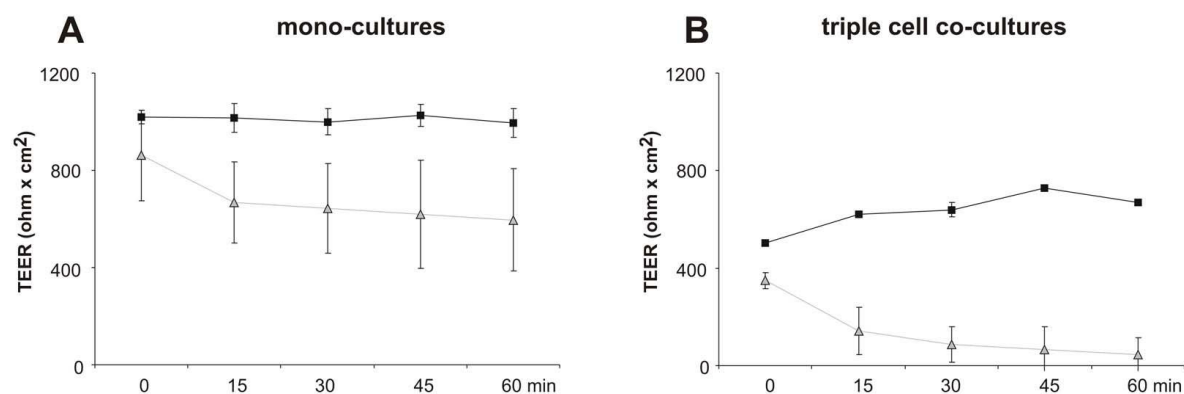 A mono-cultures
TEER (ohm x cm²)
1200
800
400
0
0 15 30 45 60 min
B triple cell co-cultures
TEER (ohm x cm²)
1200
800
400
0
0 15 30 45 60 min